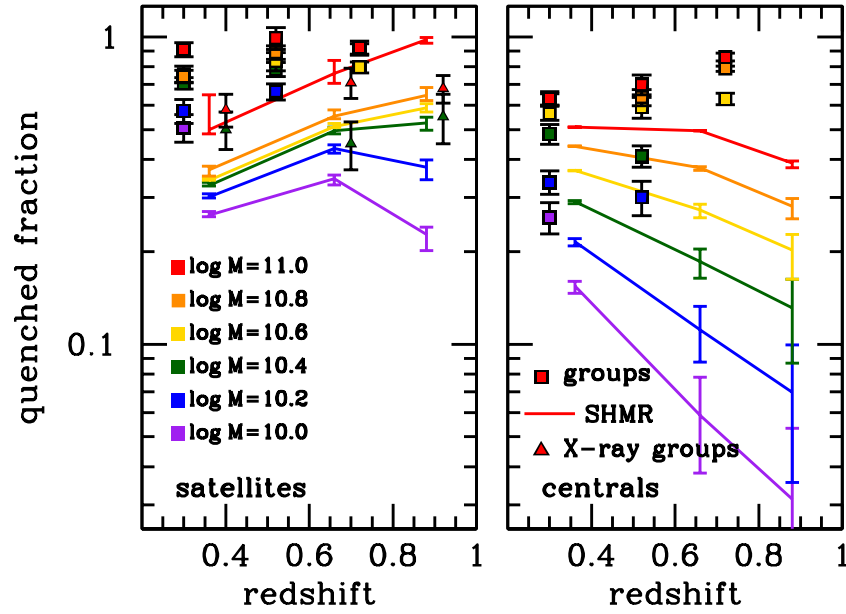 quenched fraction
1
0.1
log M=11.0
log M=10.8
log M=10.6
log M=10.4
log M=10.2
log M=10.0
satellites
0.4 0.6 0.8 1
redshift
groups
SHMR
X-ray groups
centrals
0.4 0.6 0.8 1
redshift